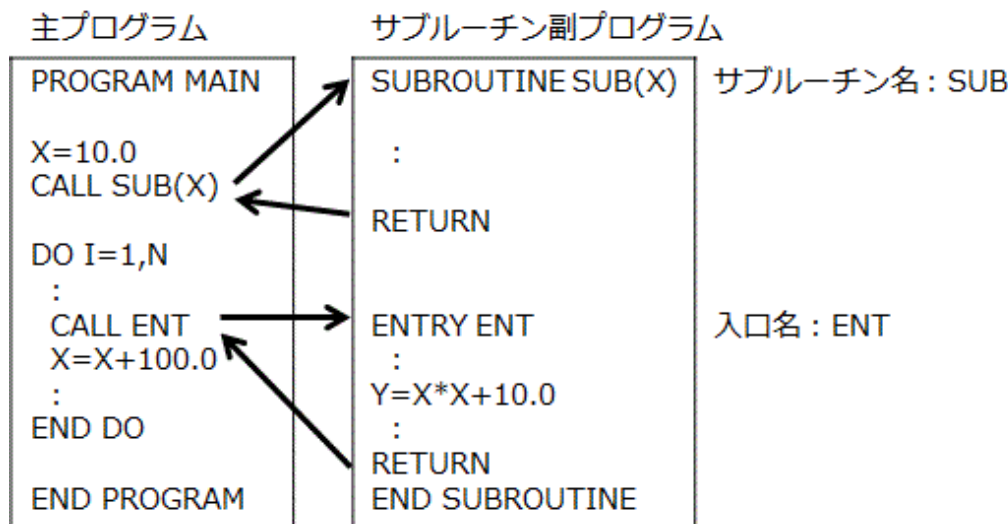 主プログラム
PROGRAM MAIN
X=10.0
CALL SUB(X)
DO I=1,N
:
CALL ENT
X=X+100.0
:
END DO
END PROGRAM
サブルーチン副プログラム
SUBROUTINE SUB(X)
:
RETURN
ENTRY ENT
:
Y=X*X+10.0
:
RETURN
END SUBROUTINE
サブルーチン名 : SUB
入口名 : ENT